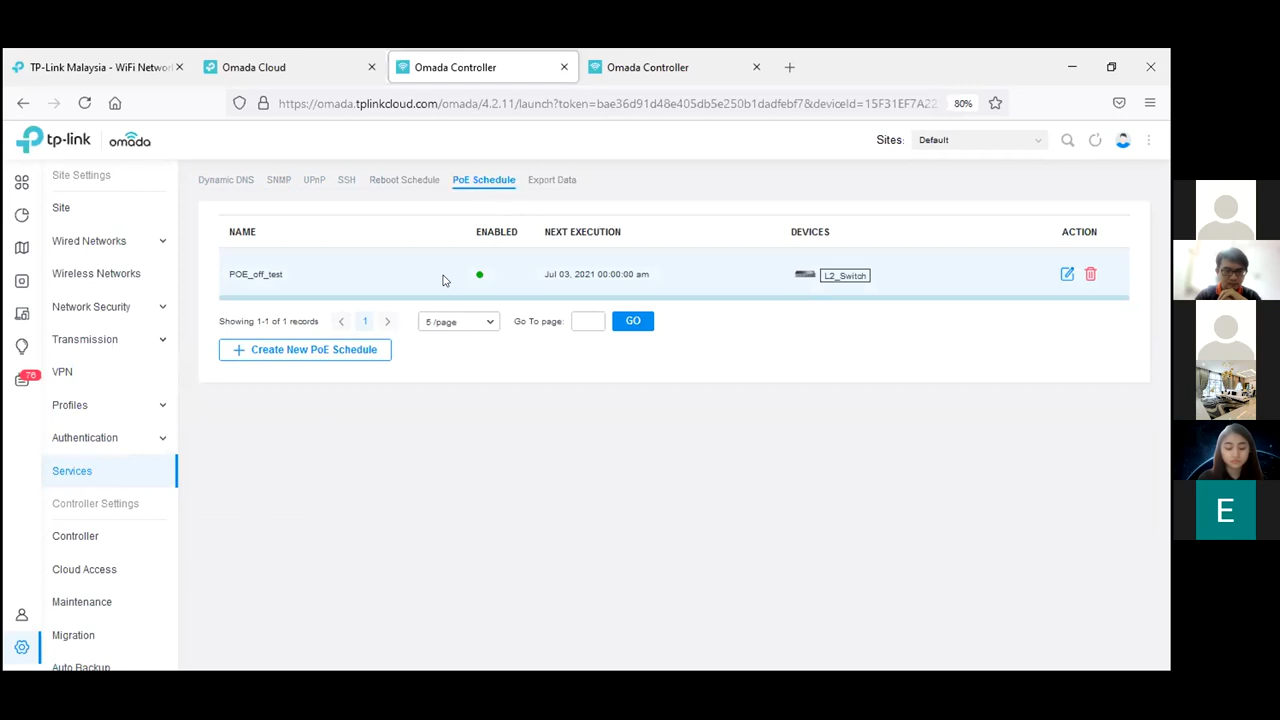 TP-Link Malaysia - WiFi Networ
Omada Cloud
Omada Controller
Omada Controller
https://omada.tplinkcloud.com/omada/4.2.11/launch?token=bae36d91d48e405db5e250b1dadfebf7&deviceId=15F31EF7A22
80%
tp-link
omada
Sites:
Default
Site Settings
Dynamic DNS
SNMP
UPnP
SSH
Reboot Schedule
PoE Schedule
Export Data
Site
Wired Networks
Wireless Networks
Network Security
Transmission
VPN
Profiles
Authentication
Services
Controller Settings
Controller
Cloud Access
Maintenance
Migration
Auto Backup
76
NAME
ENABLED
NEXT EXECUTION
DEVICES
ACTION
POE_off_test
Jul 03, 2021 00:00:00 am
L2_Switch
Showing 1-1 of 1 records
1
5 /page
Go To page:
GO
Create New PoE Schedule
E